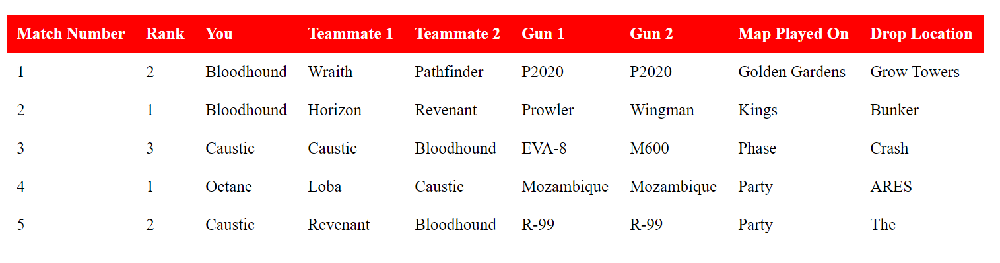 Match Number Rank You Teammate 1 Teammate 2 Gun 1 Gun 2 Map Played On Drop Location
1 2 Bloodhound Wraith Pathfinder P2020 P2020 Golden Gardens Grow Towers
2 1 Bloodhound Horizon Revenant Prowler Wingman Kings Bunker
3 3 Caustic Caustic Bloodhound EVA-8 M600 Phase Crash
4 1 Octane Loba Caustic Mozambique Mozambique Party ARES
5 2 Caustic Revenant Bloodhound R-99 R-99 Party The